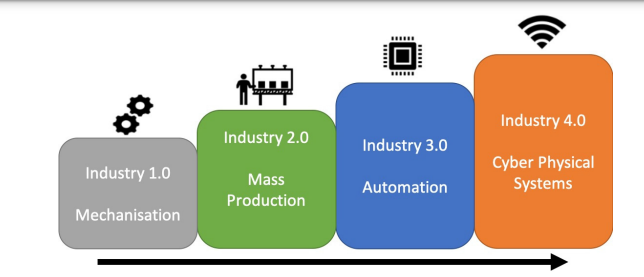 Industry 1.0
Mechanisation
Industry 2.0
Mass
Production
Industry 3.0
Automation
Industry 4.0
Cyber Physical
Systems